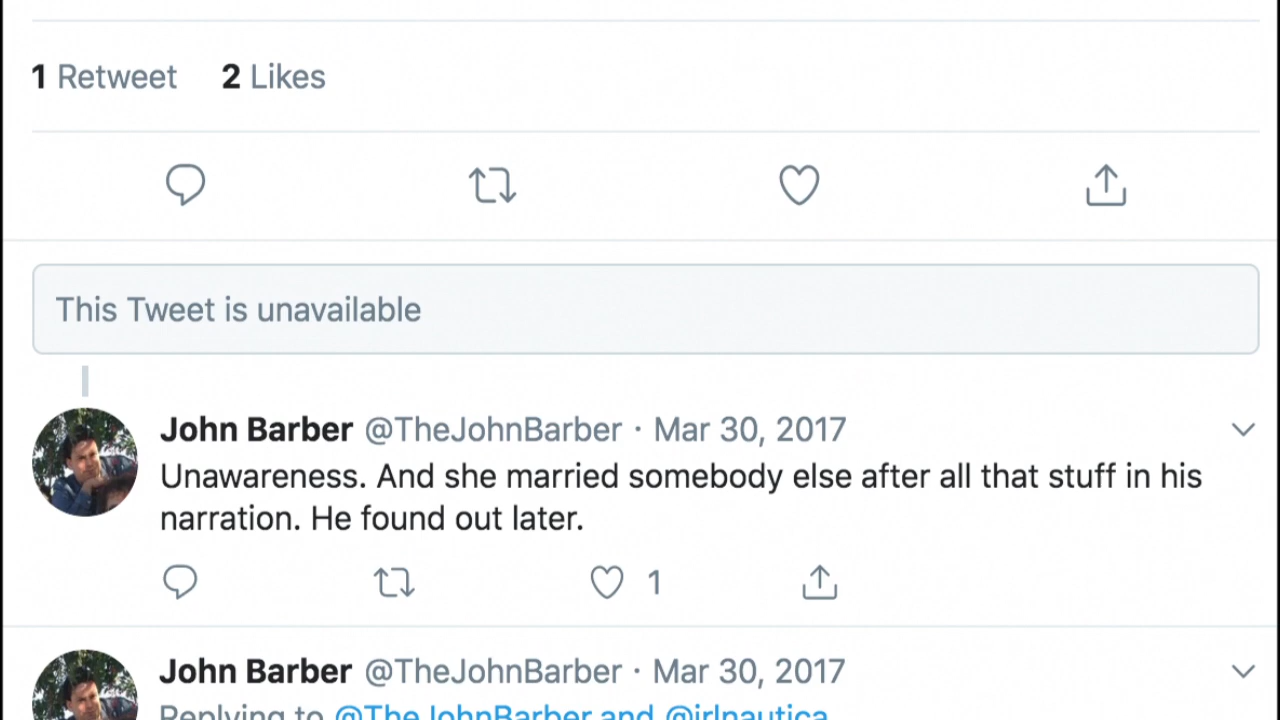 1 Retweet 2 Likes
This Tweet is unavailable
John Barber @TheJohnBarber · Mar 30, 2017
Unawareness. And she married somebody else after all that stuff in his
narration. He found out later.
1
John Barber @TheJohnBarber · Mar 30, 2017
Replying to @TheJohnBarber and @irlnautica